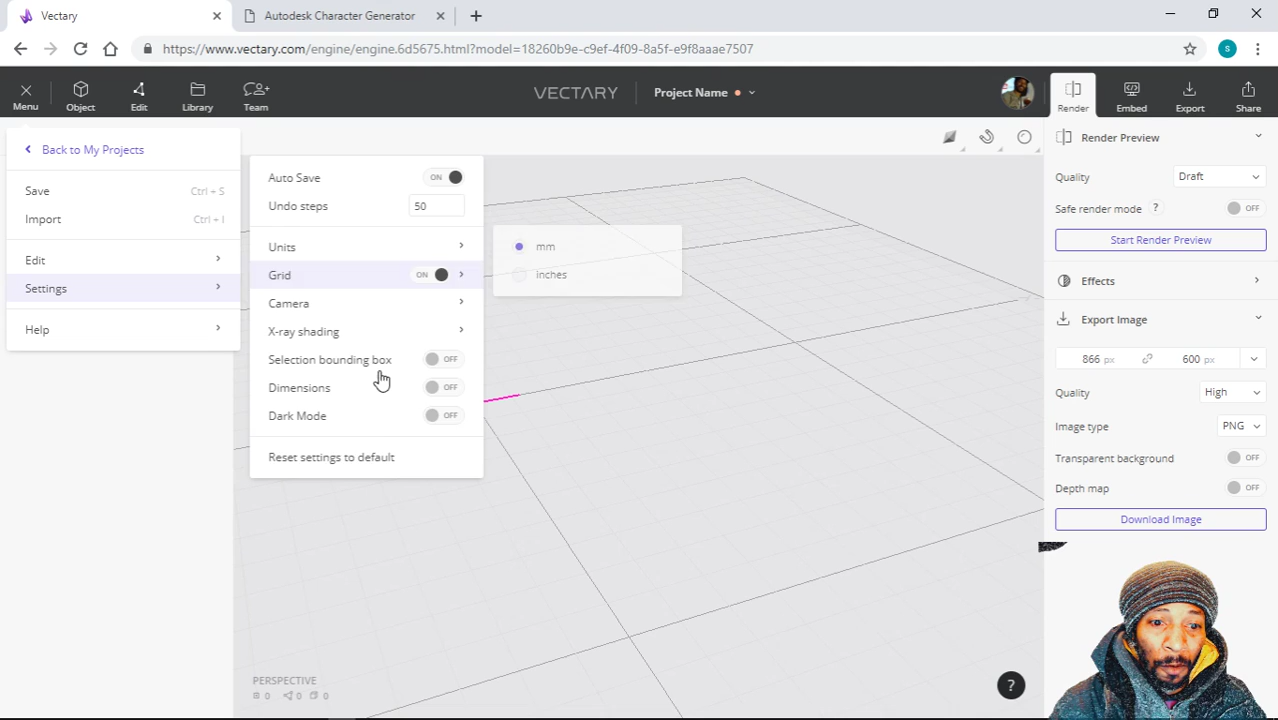 Vectary
Autodesk Character Generator
https://www.vectary.com/engine/engine.6d5675.html?model=18260b9e-c9ef-4f09-8a5f-e9f8aaae7507
S
Menu
Object
Edit
Library
Team
VECTARY
Project Name
Render
Embed
Export
Share
Back to My Projects
Save Ctrl + S
Import Ctrl + I
Edit
Settings
Help
Auto Save ON
Undo steps 50
Units
Grid ON
Camera
X-ray shading
Selection bounding box OFF
Dimensions OFF
Dark Mode OFF
Reset settings to default
mm
inches
Render Preview
Quality Draft
Safe render mode ? OFF
Start Render Preview
Effects
Export Image
866 px 600 px
Quality High
Image type PNG
Transparent background OFF
Depth map OFF
Download Image
PERSPECTIVE
0 0 0
?